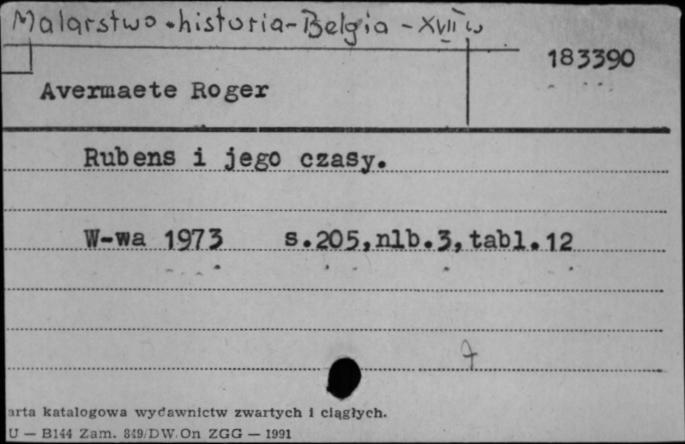 Malarstwo - historia - Belgia - XVII w
183390
Avermaete Roger
Rubens i jego czasy.
W-wa 1973 s.205,nlb.3,tabl.12
7
arta katalogowa wydawnictw zwartych i ciągłych.
U — B144 Zam. 849/DW.On ZGG — 1991